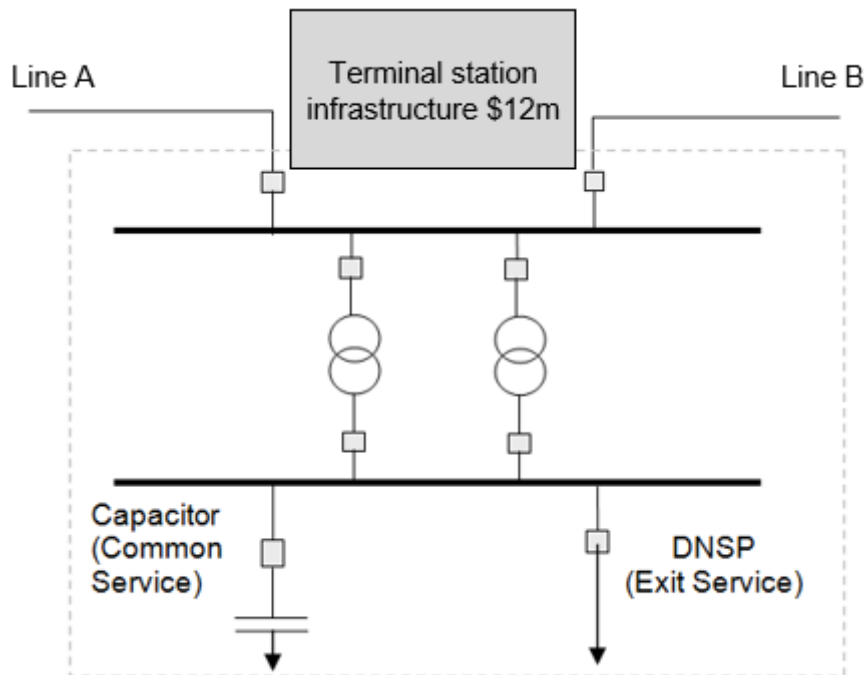 Terminal station
infrastructure $12m
Line A
Line B
Capacitor
(Common
Service)
DNSP
(Exit Service)